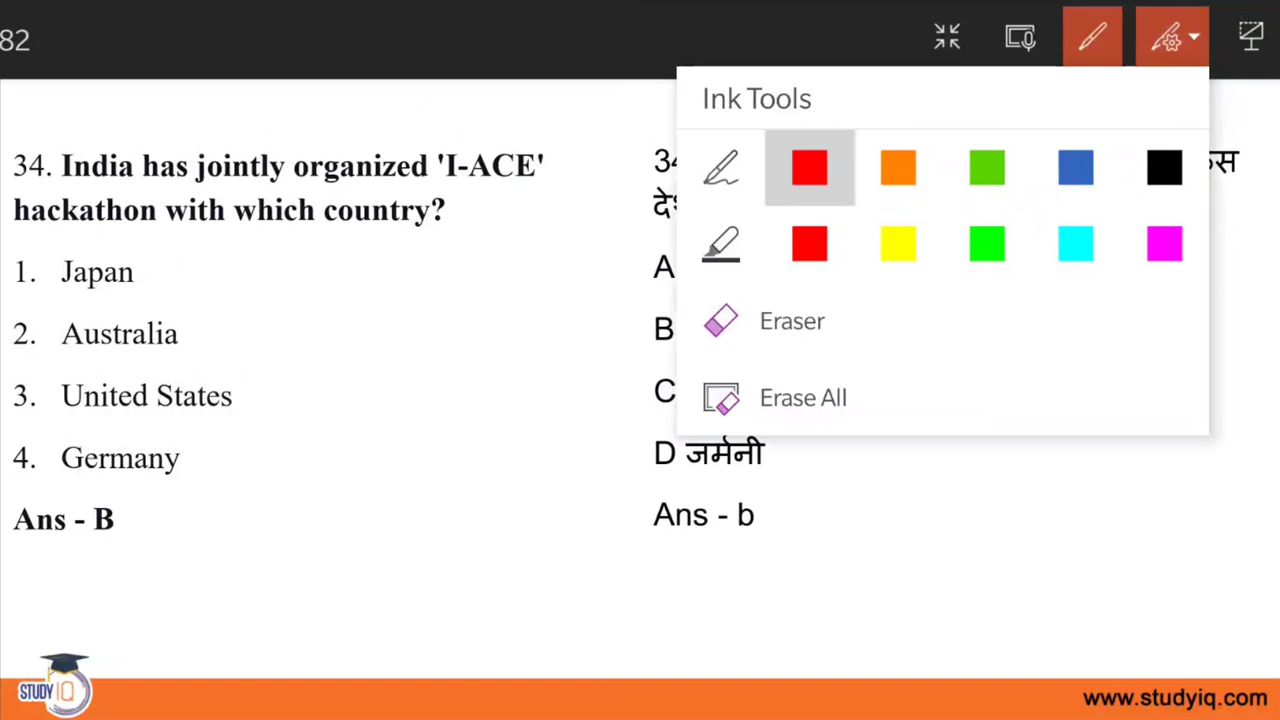 82
Ink Tools
34. India has jointly organized 'I-ACE'
hackathon with which country?
1. Japan
2. Australia
3. United States
4. Germany
Ans - B
34
A
B
C
D जर्मनी
Ans - b
Eraser
Erase All
STUDY IQ
www.studyiq.com